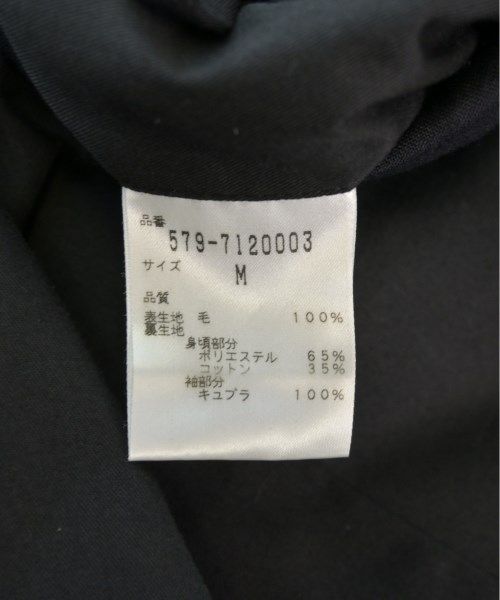 品番
579-7120003
サイズ
M
品質
表生地 毛 100%
裏生地
身頃部分
ポリエステル 65%
コットン 35%
袖部分
キュプラ 100%